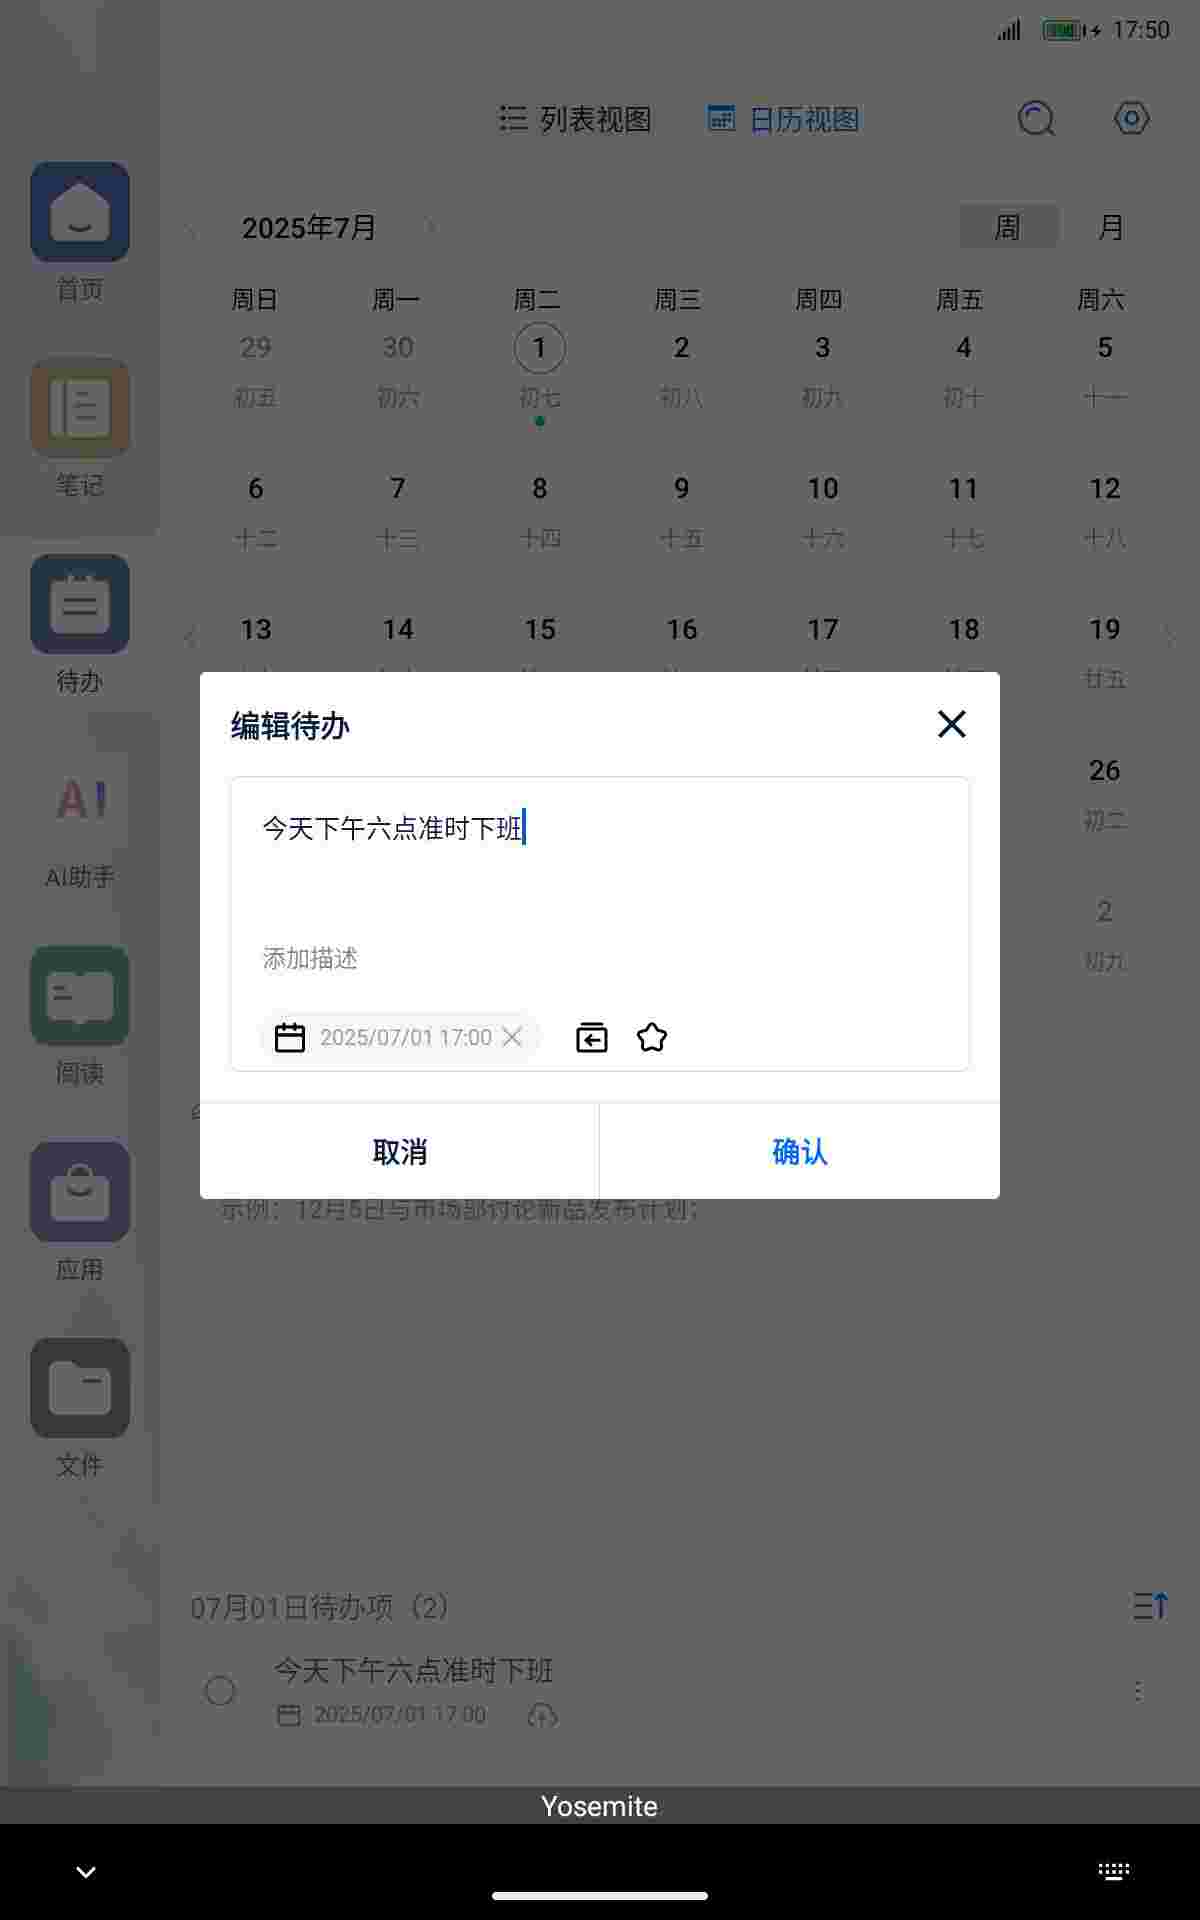 17:50
列表视图 日历视图
首页
2025年7月 周 月
周日 周一 周二 周三 周四 周五 周六
29 30 1 2 3 4 5
初五 初六 初七 初八 初九 初十 十一
笔记
6 7 8 9 10 11 12
十二 十三 十四 十五 十六 十七 十八
13 14 15 16 17 18 19
廿五
待办
编辑待办
26
初二
今天下午六点准时下班
AI
AI助手
2
初九
添加描述
2025/07/01 17:00
阅读
取消 确认
示例：12月5日与市场部讨论新品发布计划；
应用
文件
07月01日待办项（2）
今天下午六点准时下班
2025/07/01 17:00
Yosemite